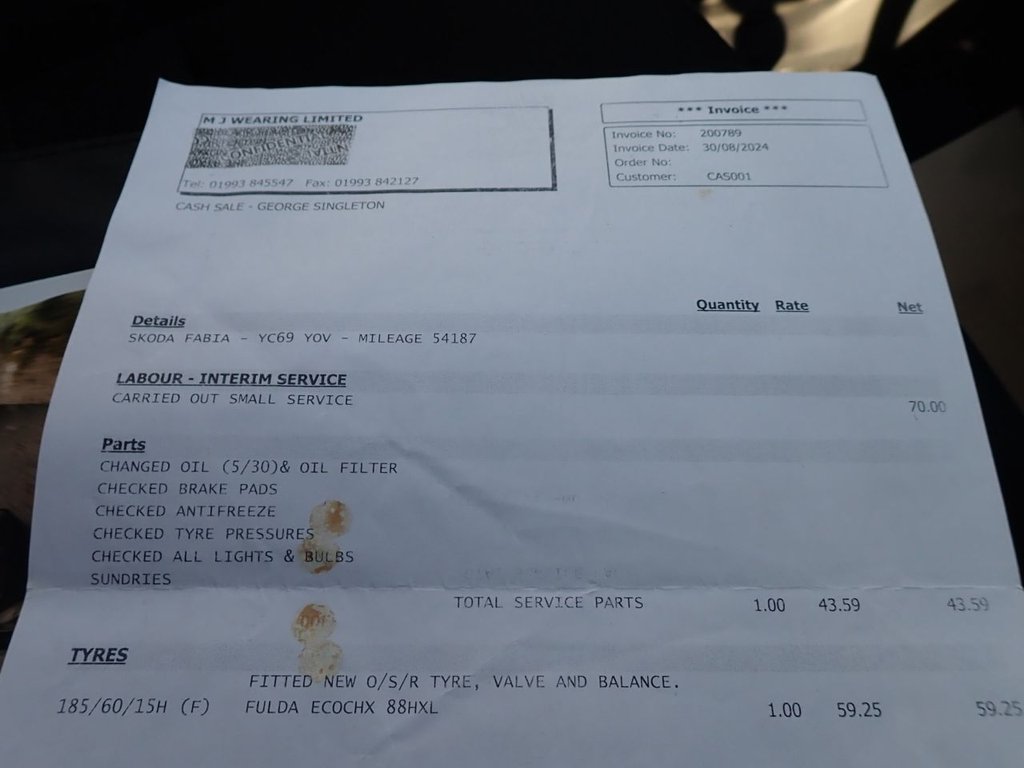 M J WEARING LIMITED
Tel: 01993 845547 Fax: 01993 842127
*** Invoice ***
Invoice No: 200789
Invoice Date: 30/08/2024
Order No:
Customer: CAS001
CASH SALE - GEORGE SINGLETON
Quantity Rate Net
Details
SKODA FABIA - YC69 YOV - MILEAGE 54187
LABOUR - INTERIM SERVICE
CARRIED OUT SMALL SERVICE 70.00
Parts
CHANGED OIL (5/30)& OIL FILTER
CHECKED BRAKE PADS
CHECKED ANTIFREEZE
CHECKED TYRE PRESSURES
CHECKED ALL LIGHTS & BULBS
SUNDRIES
TOTAL SERVICE PARTS 1.00 43.59 43.59
TYRES
FITTED NEW O/S/R TYRE, VALVE AND BALANCE.
185/60/15H (F) FULDA ECOCHX 88HXL 1.00 59.25 59.25